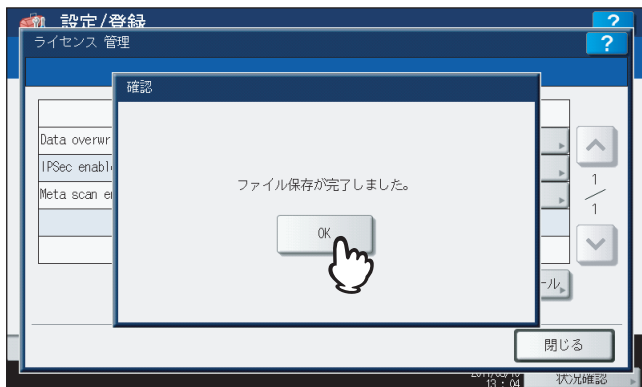 設定/登録
?
ライセンス 管理
?
確認
Data overwr
IPSec enabl
Meta scan e
ファイル保存が完了しました。
OK
1
1
ール
閉じる
13 : 04
状況確認